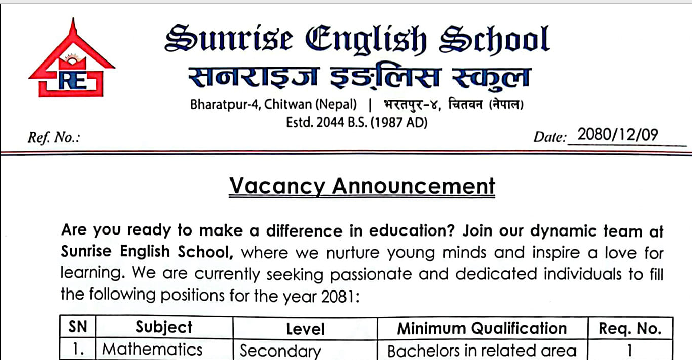 RE
Sunrise English School
सनराइज इङ्लिस स्कुल
Bharatpur-4, Chitwan (Nepal) | भरतपुर-४, चितवन (नेपाल)
Estd. 2044 B.S. (1987 AD)
Ref. No.: Date: 2080/12/09
Vacancy Announcement
Are you ready to make a difference in education? Join our dynamic team at
Sunrise English School, where we nurture young minds and inspire a love for
learning. We are currently seeking passionate and dedicated individuals to fill
the following positions for the year 2081:
SN Subject Level Minimum Qualification Req. No.
1. Mathematics Secondary Bachelors in related area 1